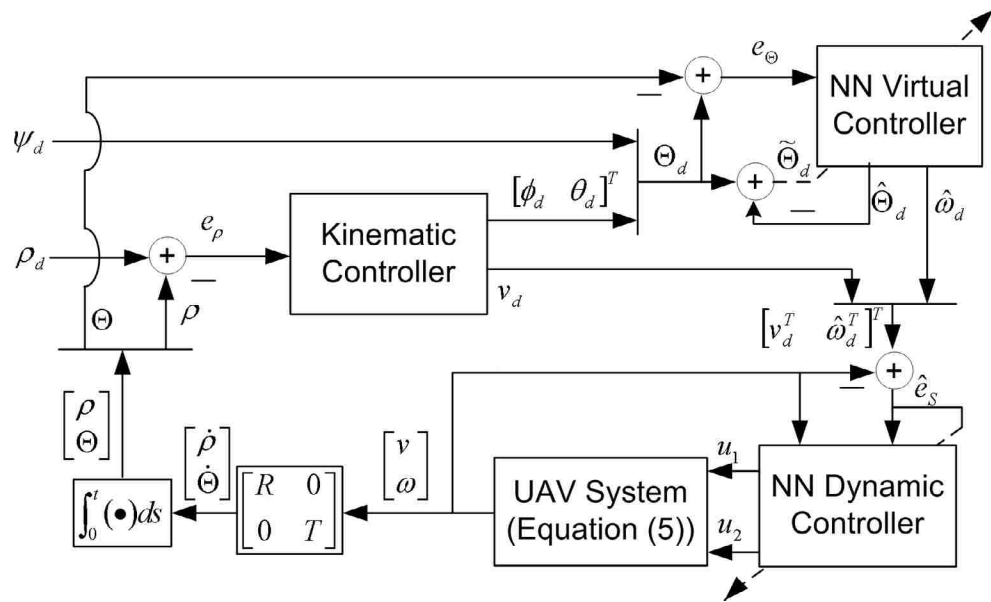 e_Θ
NN Virtual
Controller
ψ_d
Θ_d
Θ̃_d
Θ̂_d
ω̂_d
[ϕ_d θ_d]^T
ρ_d
e_ρ
Kinematic
Controller
v_d
Θ
ρ
[v_d^T ω̂_d^T]^T
ê_S
[ρ
Θ]
[ρ̇
Θ̇]
[v
ω]
∫_0^t (•)ds
[R 0
0 T]
UAV System
(Equation (5))
u_1
u_2
NN Dynamic
Controller
+
+
+
+
−
−
−
−